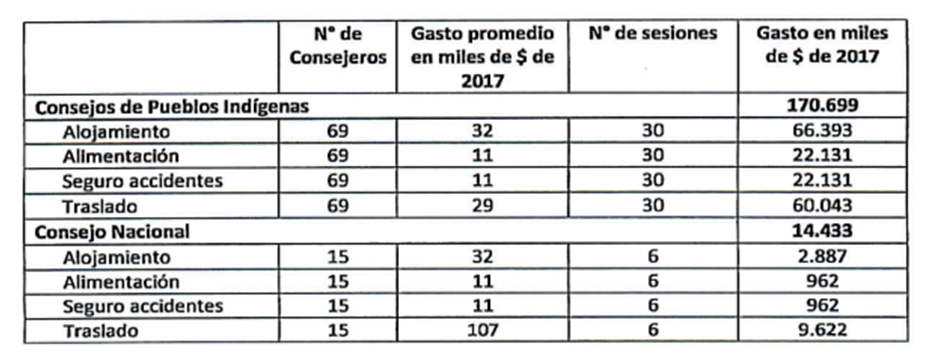 N° de Consejeros Gasto promedio en miles de $ de 2017 N° de sesiones Gasto en miles de $ de 2017
Consejos de Pueblos Indígenas 170.699
Alojamiento 69 32 30 66.393
Alimentación 69 11 30 22.131
Seguro accidentes 69 11 30 22.131
Traslado 69 29 30 60.043
Consejo Nacional 14.433
Alojamiento 15 32 6 2.887
Alimentación 15 11 6 962
Seguro accidentes 15 11 6 962
Traslado 15 107 6 9.622